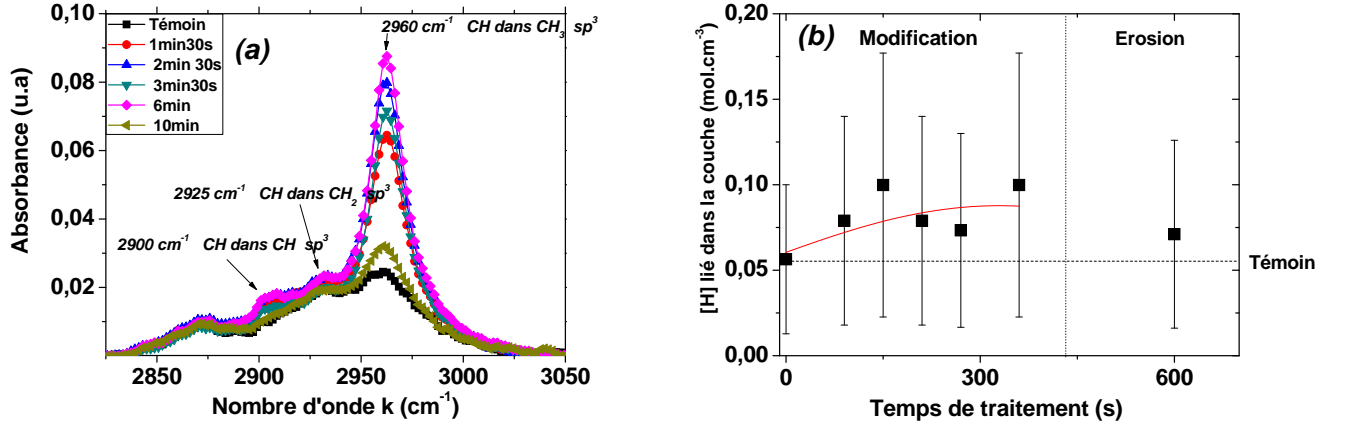 (a)
2960 cm⁻¹ CH dans CH₃ sp³
Témoin
1min30s
2min 30s
3min30s
6min
10min
2925 cm⁻¹ CH dans CH₂ sp³
2900 cm⁻¹ CH dans CH sp³
Absorbance (u.a)
0,10
0,08
0,06
0,04
0,02
2850
2900
2950
3000
3050
Nombre d'onde k (cm⁻¹)
(b)
Modification
Erosion
Témoin
[H] lié dans la couche (mol.cm⁻³)
0,20
0,15
0,10
0,05
0,00
0
300
600
Temps de traitement (s)